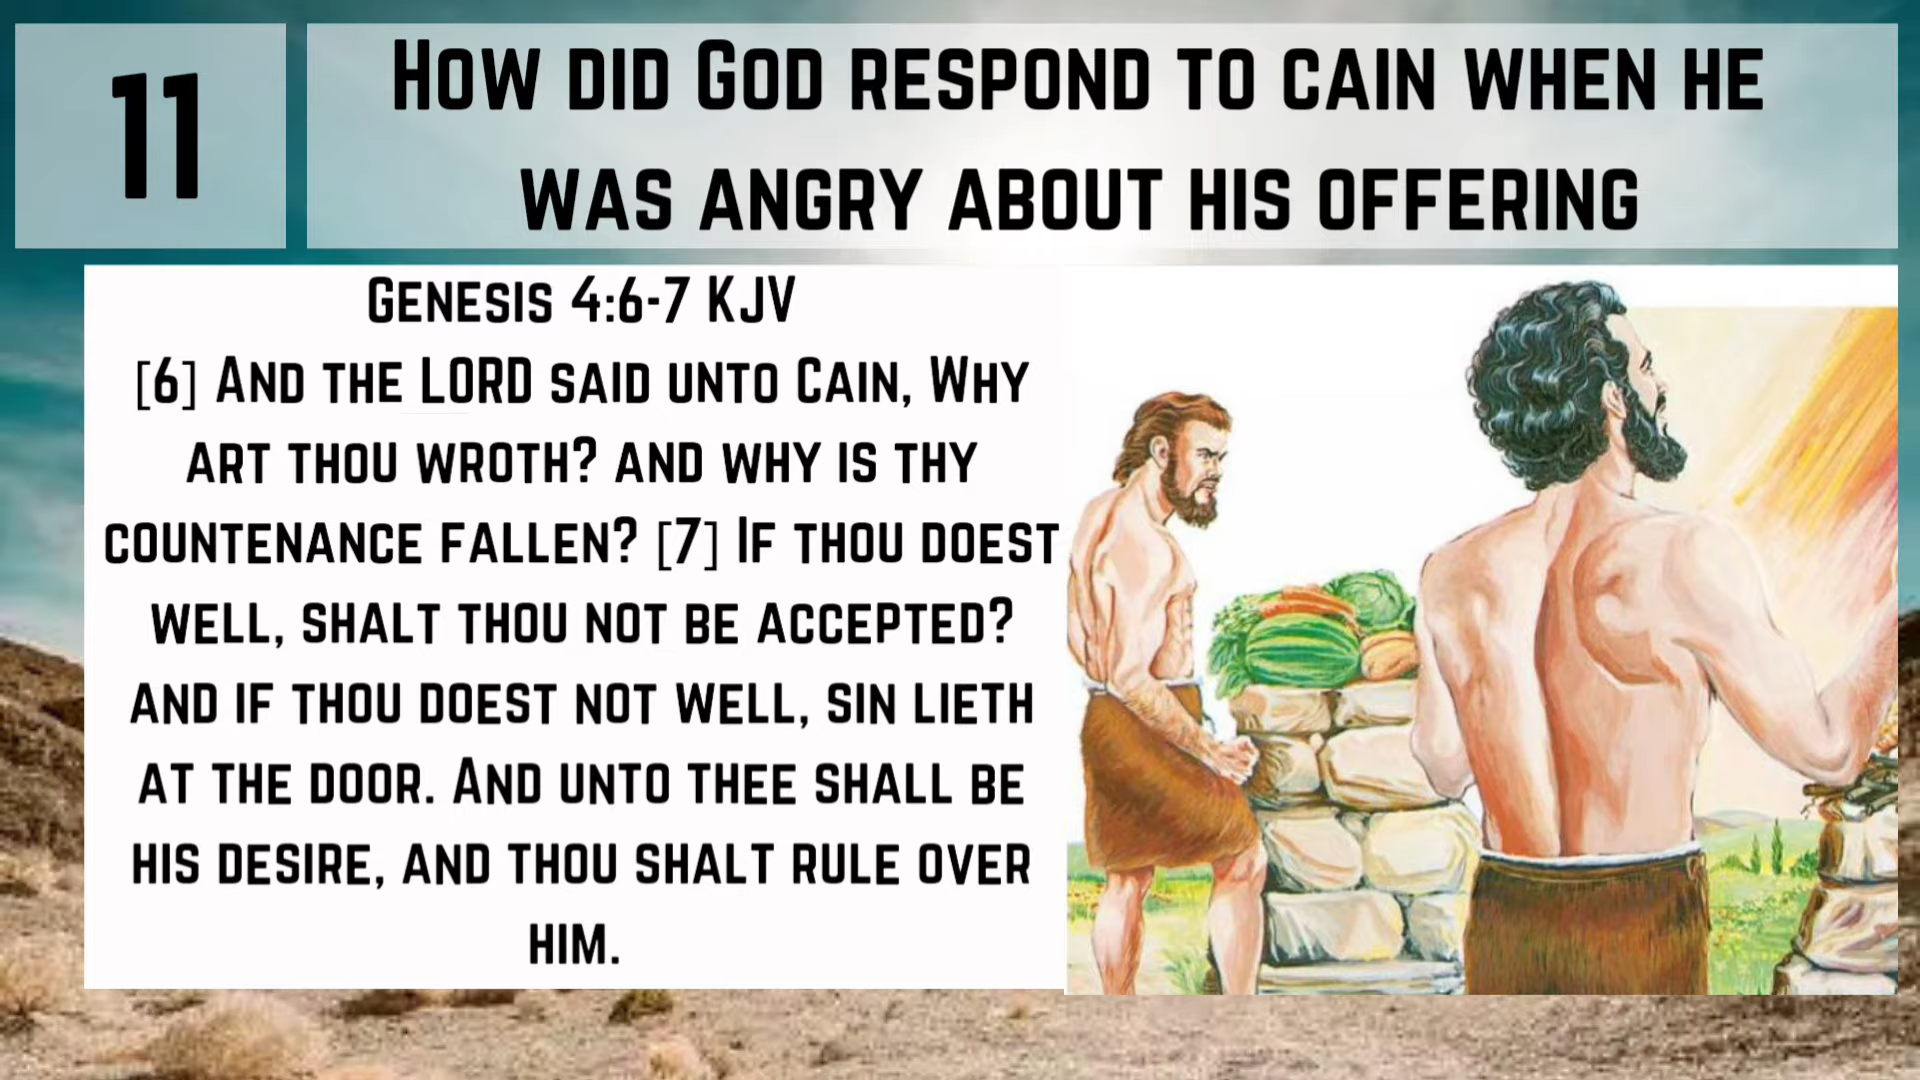 11
How did God respond to Cain when he
was angry about his offering
Genesis 4:6-7 KJV
[6] And the LORD said unto Cain, Why
art thou wroth? and why is thy
countenance fallen? [7] If thou doest
well, shalt thou not be accepted?
and if thou doest not well, sin lieth
at the door. And unto thee shall be
his desire, and thou shalt rule over
him.